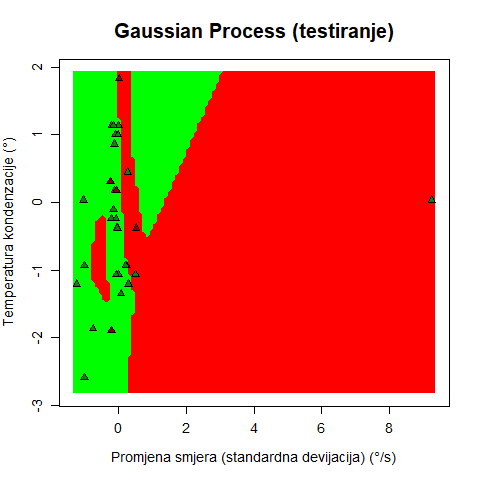 Gaussian Process (testiranje)
Temperatura kondenzacije (°)
2
1
0
-1
-2
-3
0 2 4 6 8
Promjena smjera (standardna devijacija) (°/s)